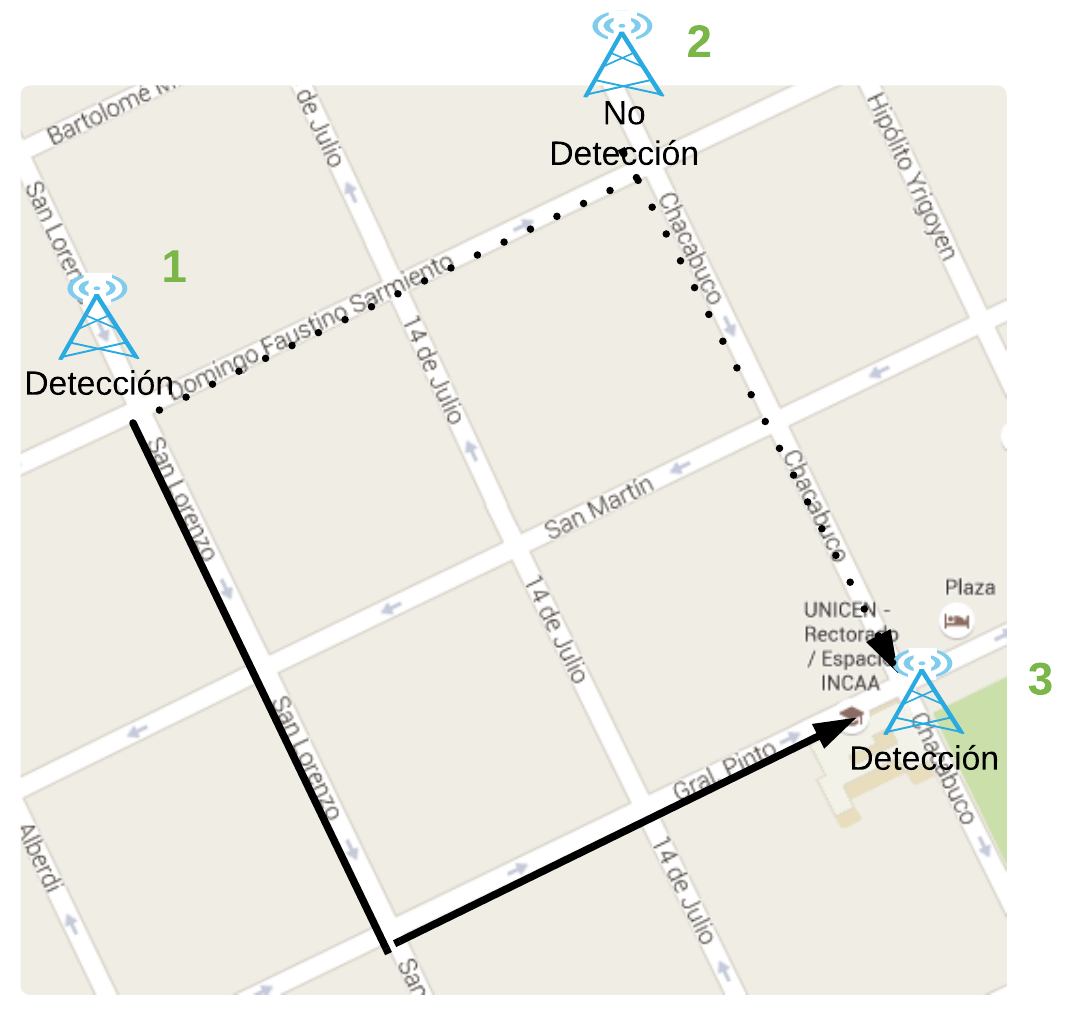 2
No
Detección
Bartolomé M
de Julio
Hipólito Yrigoyen
San Loren
Chacabuco
1
Detección
Domingo Faustino Sarmiento
14 de Julio
San Lorenzo
San Martín
Chacabuco
14 de Julio
Plaza
UNICEN -
Rectorado
/ Espacio
INCAA
3
San Lorenzo
Gral. Pinto
Detección
Chacabuco
Alberdi
14 de Julio
San